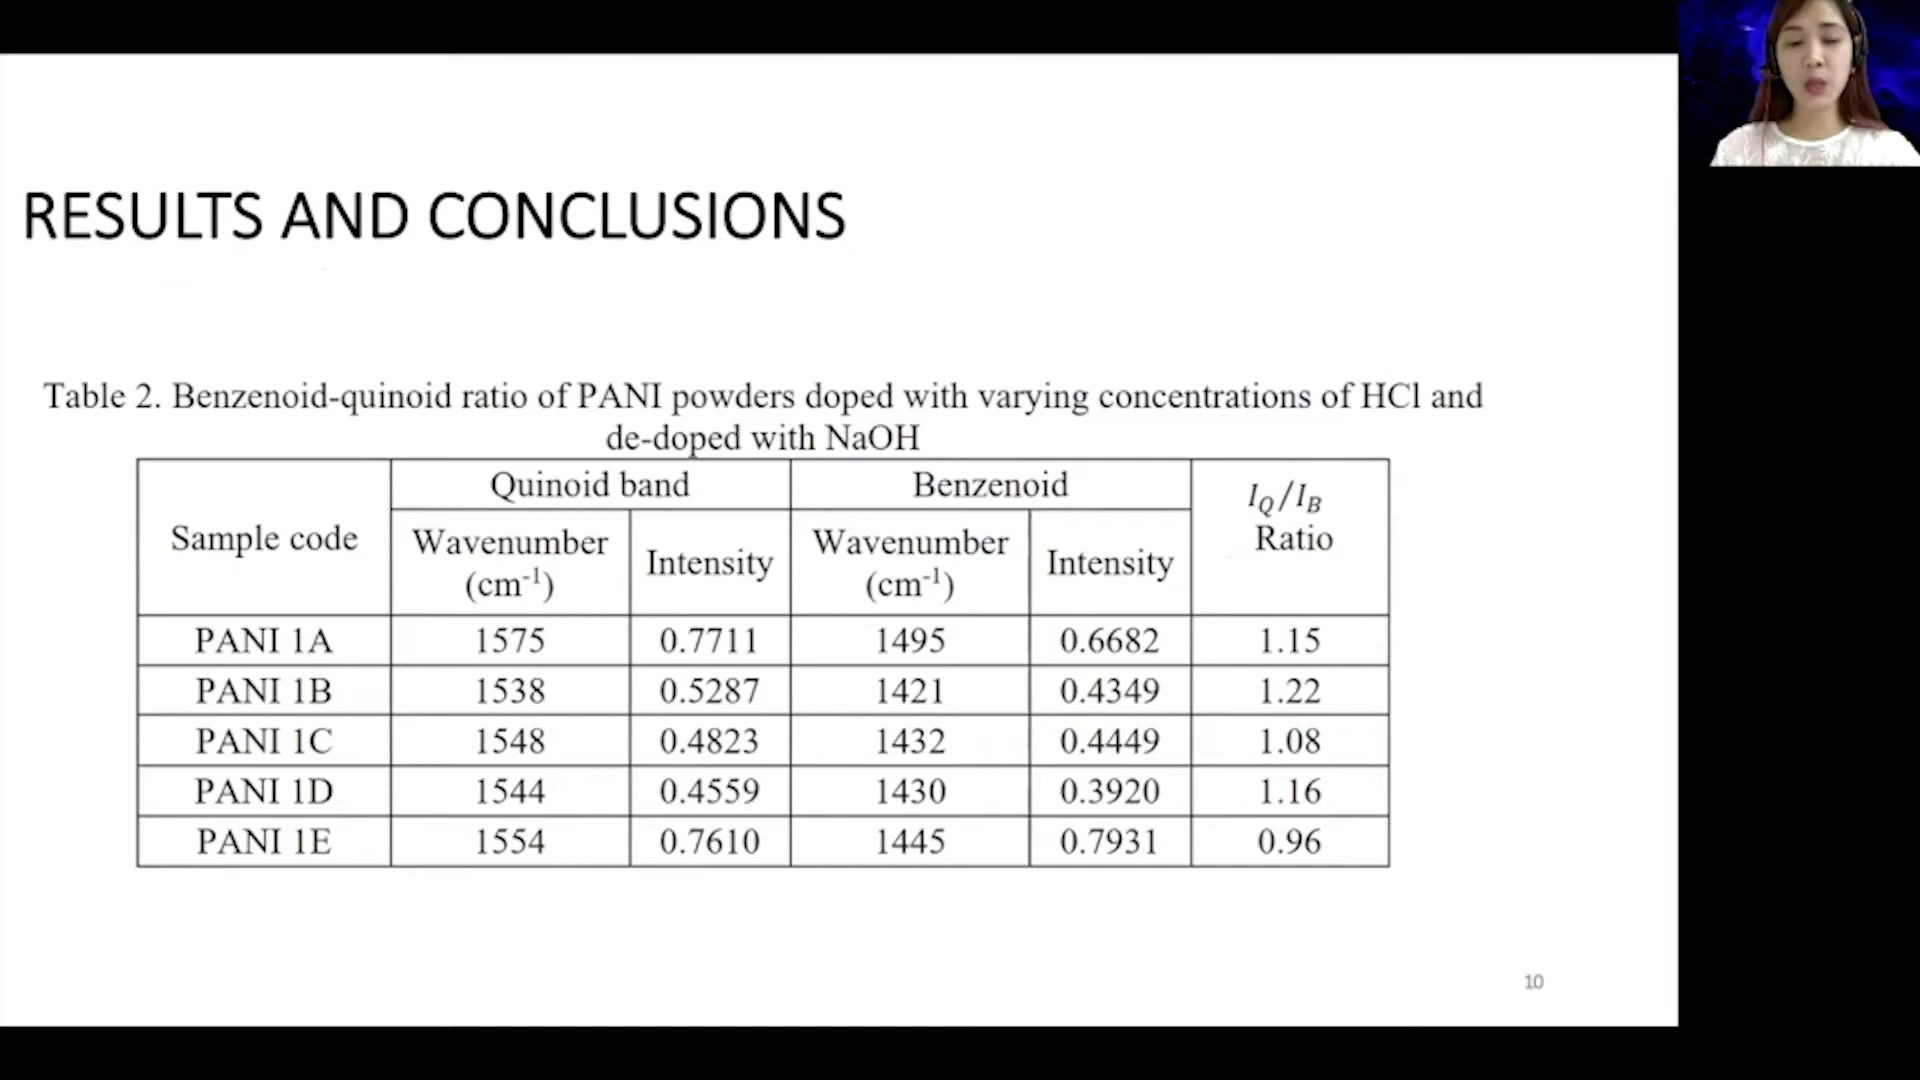 RESULTS AND CONCLUSIONS
Table 2. Benzenoid-quinoid ratio of PANI powders doped with varying concentrations of HCl and
de-doped with NaOH
Sample code Quinoid band Benzenoid I_Q/I_B Ratio
Wavenumber (cm⁻¹) Intensity Wavenumber (cm⁻¹) Intensity
PANI 1A 1575 0.7711 1495 0.6682 1.15
PANI 1B 1538 0.5287 1421 0.4349 1.22
PANI 1C 1548 0.4823 1432 0.4449 1.08
PANI 1D 1544 0.4559 1430 0.3920 1.16
PANI 1E 1554 0.7610 1445 0.7931 0.96
10